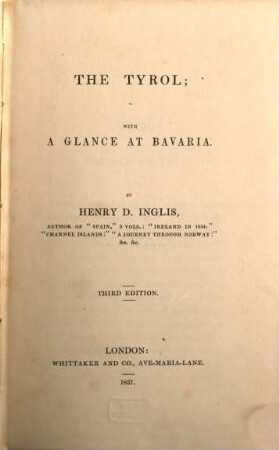 THE TYROL;
WITH
A GLANCE AT BAVARIA.
BY
HENRY D. INGLIS,
AUTHOR OF "SPAIN," 2 VOLS.; "IRELAND IN 1834."
"CHANNEL ISLANDS;" "A JOURNEY THROUGH NORWAY;"
&c. &c.
THIRD EDITION.
LONDON:
WHITTAKER AND CO., AVE-MARIA-LANE.
1837.